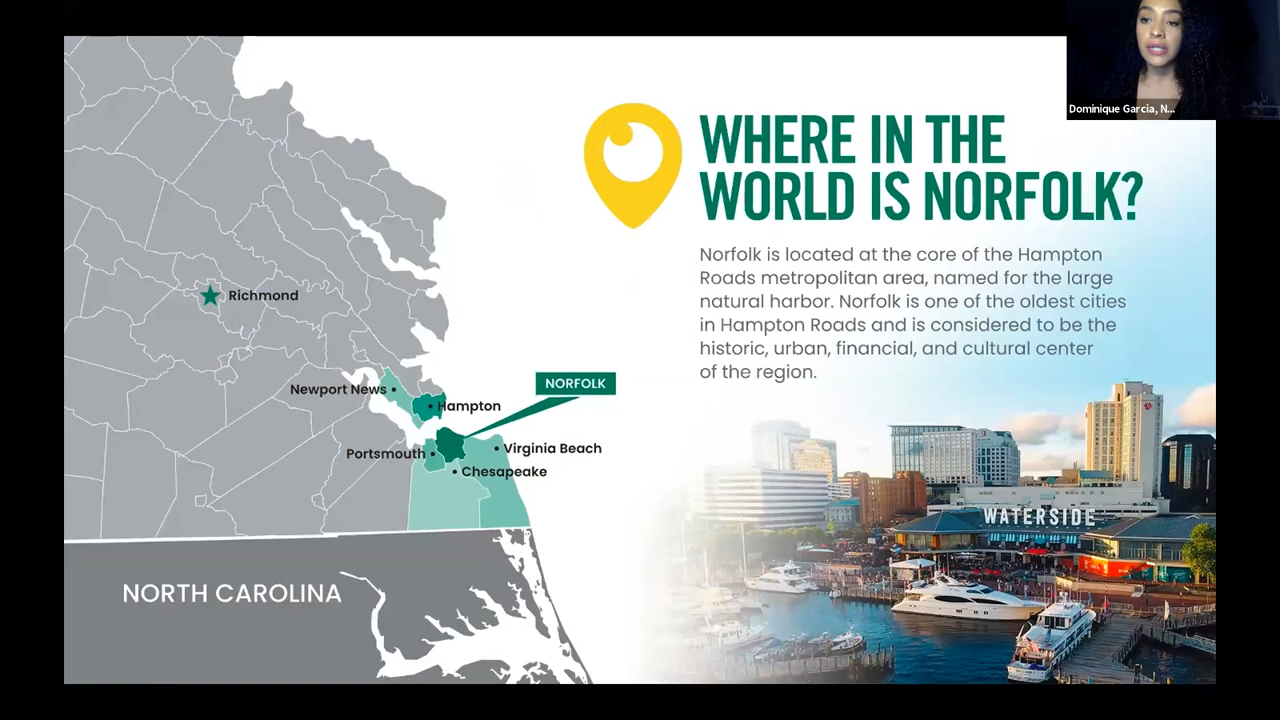 Dominique Garcia, N...
WHERE IN THE
WORLD IS NORFOLK?
Norfolk is located at the core of the Hampton
Roads metropolitan area, named for the large
natural harbor. Norfolk is one of the oldest cities
in Hampton Roads and is considered to be the
historic, urban, financial, and cultural center
of the region.
Richmond
Newport News
Hampton
NORFOLK
Portsmouth
Virginia Beach
Chesapeake
NORTH CAROLINA
WATERSIDE